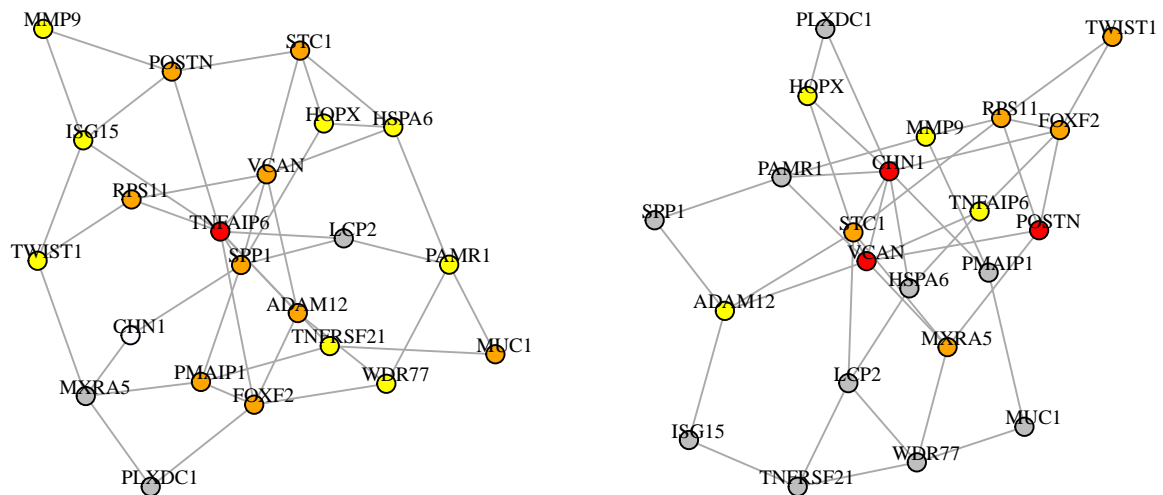 MMP9
POSTN
STC1
HOPX
HSPA6
ISG15
VCAN
RPS11
TNFAIP6
LCP2
TWIST1
SPP1
PAMR1
ADAM12
CHN1
TNFRSF21
MUC1
PMAIP1
WDR77
MXRA5
FOXF2
PLXDC1
PLXDC1
TWIST1
HOPX
RPS11
FOXF2
MMP9
PAMR1
CHN1
TNFAIP6
SPP1
STC1
POSTN
VCAN
PMAIP1
HSPA6
ADAM12
MXRA5
LCP2
MUC1
ISG15
WDR77
TNFRSF21